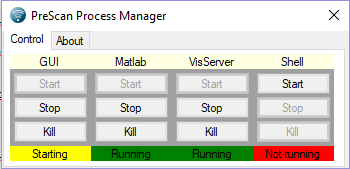 PreScan Process Manager
Control About
GUI Matlab VisServer Shell
Start Start Start Start
Stop Stop Stop Stop
Kill Kill Kill Kill
Starting Running Running Not running